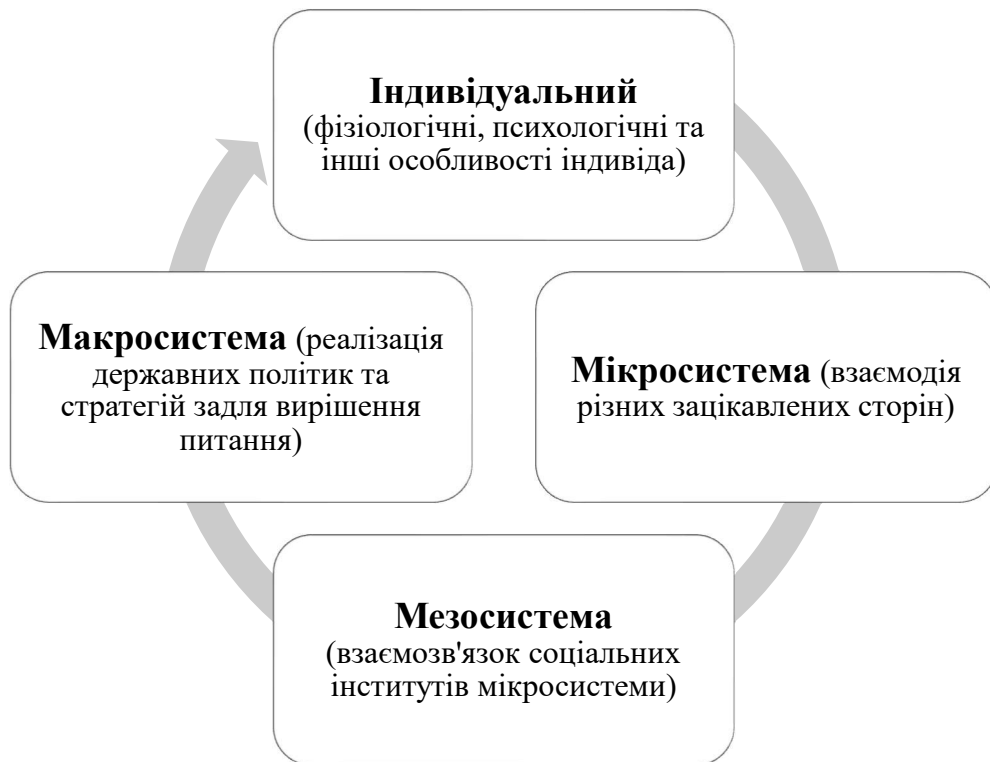 Індивідуальний
(фізіологічні, психологічні та
інші особливості індивіда)
Мікросистема (взаємодія
різних зацікавлених сторін)
Мезосистема
(взаємозв'язок соціальних
інститутів мікросистеми)
Макросистема (реалізація
державних політик та
стратегій задля вирішення
питання)